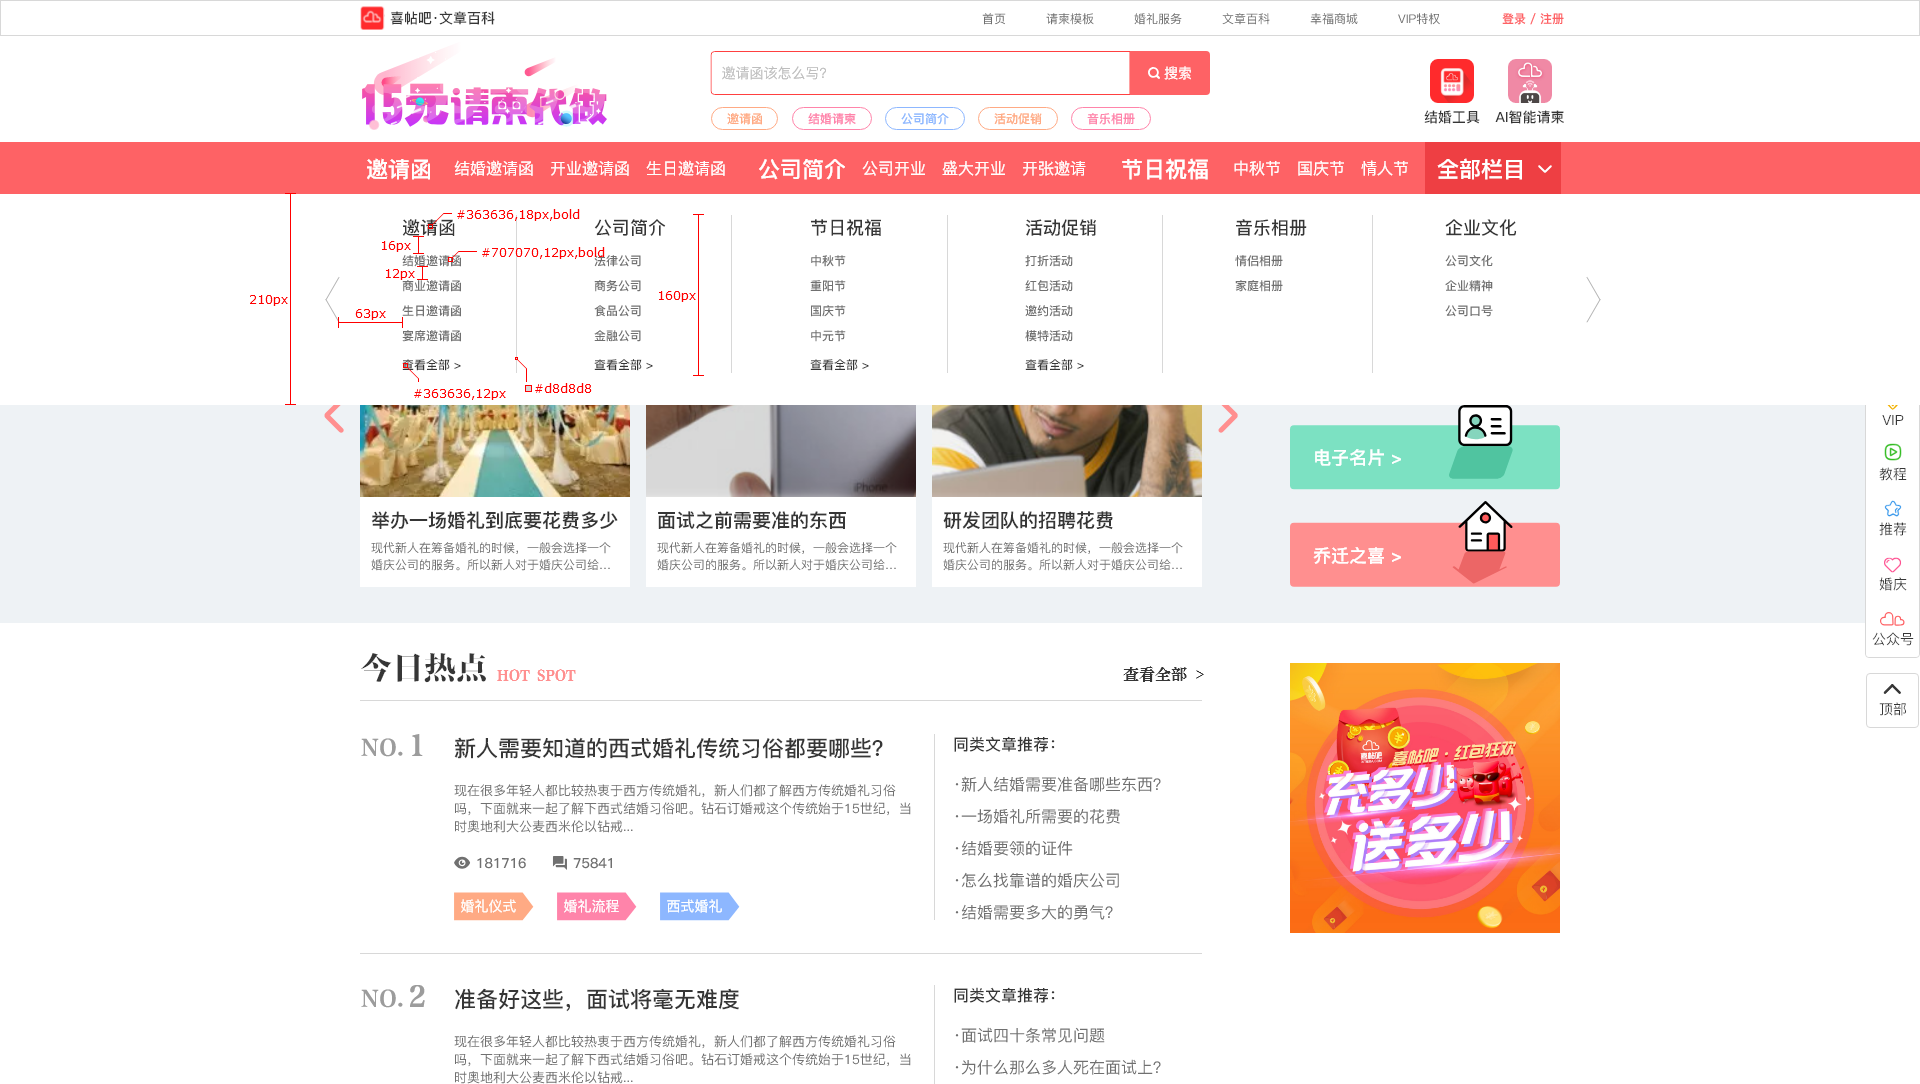 喜帖吧·文章百科
首页 请柬模板 婚礼服务 文章百科 幸福商城 VIP特权 登录 / 注册
15元请柬代做
邀请函该怎么写?
搜索
邀请函 结婚请柬 公司简介 活动促销 音乐相册
结婚工具 AI智能请柬
邀请函 结婚邀请函 开业邀请函 生日邀请函 公司简介 公司开业 盛大开业 开张邀请 节日祝福 中秋节 国庆节 情人节 全部栏目
#363636,18px,bold
邀请函 公司简介 节日祝福 活动促销 音乐相册 企业文化
16px
#707070,12px,bold
结婚邀请函 法律公司 中秋节 打折活动 情侣相册 公司文化
12px
商业邀请函 商务公司 重阳节 红包活动 家庭相册 企业精神
210px
160px
63px
生日邀请函 食品公司 国庆节 邀约活动 公司口号
宴席邀请函 金融公司 中元节 模特活动
查看全部 > 查看全部 > 查看全部 > 查看全部 >
#363636,12px
#d8d8d8
iPhone
举办一场婚礼到底要花费多少
现代新人在筹备婚礼的时候，一般会选择一个
婚庆公司的服务。所以新人对于婚庆公司给...
面试之前需要准的东西
现代新人在筹备婚礼的时候，一般会选择一个
婚庆公司的服务。所以新人对于婚庆公司给...
研发团队的招聘花费
现代新人在筹备婚礼的时候，一般会选择一个
婚庆公司的服务。所以新人对于婚庆公司给...
电子名片 >
乔迁之喜 >
VIP
教程
推荐
婚庆
公众号
顶部
今日热点 HOT SPOT
查看全部 >
NO. 1
新人需要知道的西式婚礼传统习俗都要哪些?
现在很多年轻人都比较热衷于西方传统婚礼，新人们都了解西方传统婚礼习俗
吗，下面就来一起了解下西式结婚习俗吧。钻石订婚戒这个传统始于15世纪，当
时奥地利大公麦西米伦以钻戒...
181716 75841
婚礼仪式 婚礼流程 西式婚礼
同类文章推荐：
·新人结婚需要准备哪些东西?
·一场婚礼所需要的花费
·结婚要领的证件
·怎么找靠谱的婚庆公司
·结婚需要多大的勇气?
喜帖吧·红包狂欢
充多少
送多少
NO. 2
准备好这些，面试将毫无难度
现在很多年轻人都比较热衷于西方传统婚礼，新人们都了解西方传统婚礼习俗
吗，下面就来一起了解下西式结婚习俗吧。钻石订婚戒这个传统始于15世纪，当
时奥地利大公麦西米伦以钻戒...
同类文章推荐：
·面试四十条常见问题
·为什么那么多人死在面试上?